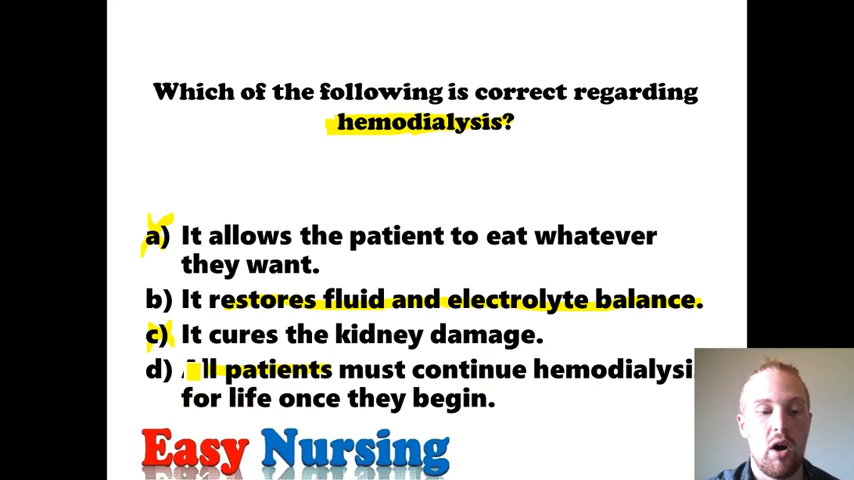 Which of the following is correct regarding
hemodialysis?
a) It allows the patient to eat whatever
they want.
b) It restores fluid and electrolyte balance.
c) It cures the kidney damage.
d) All patients must continue hemodialysi
for life once they begin.
Easy Nursing